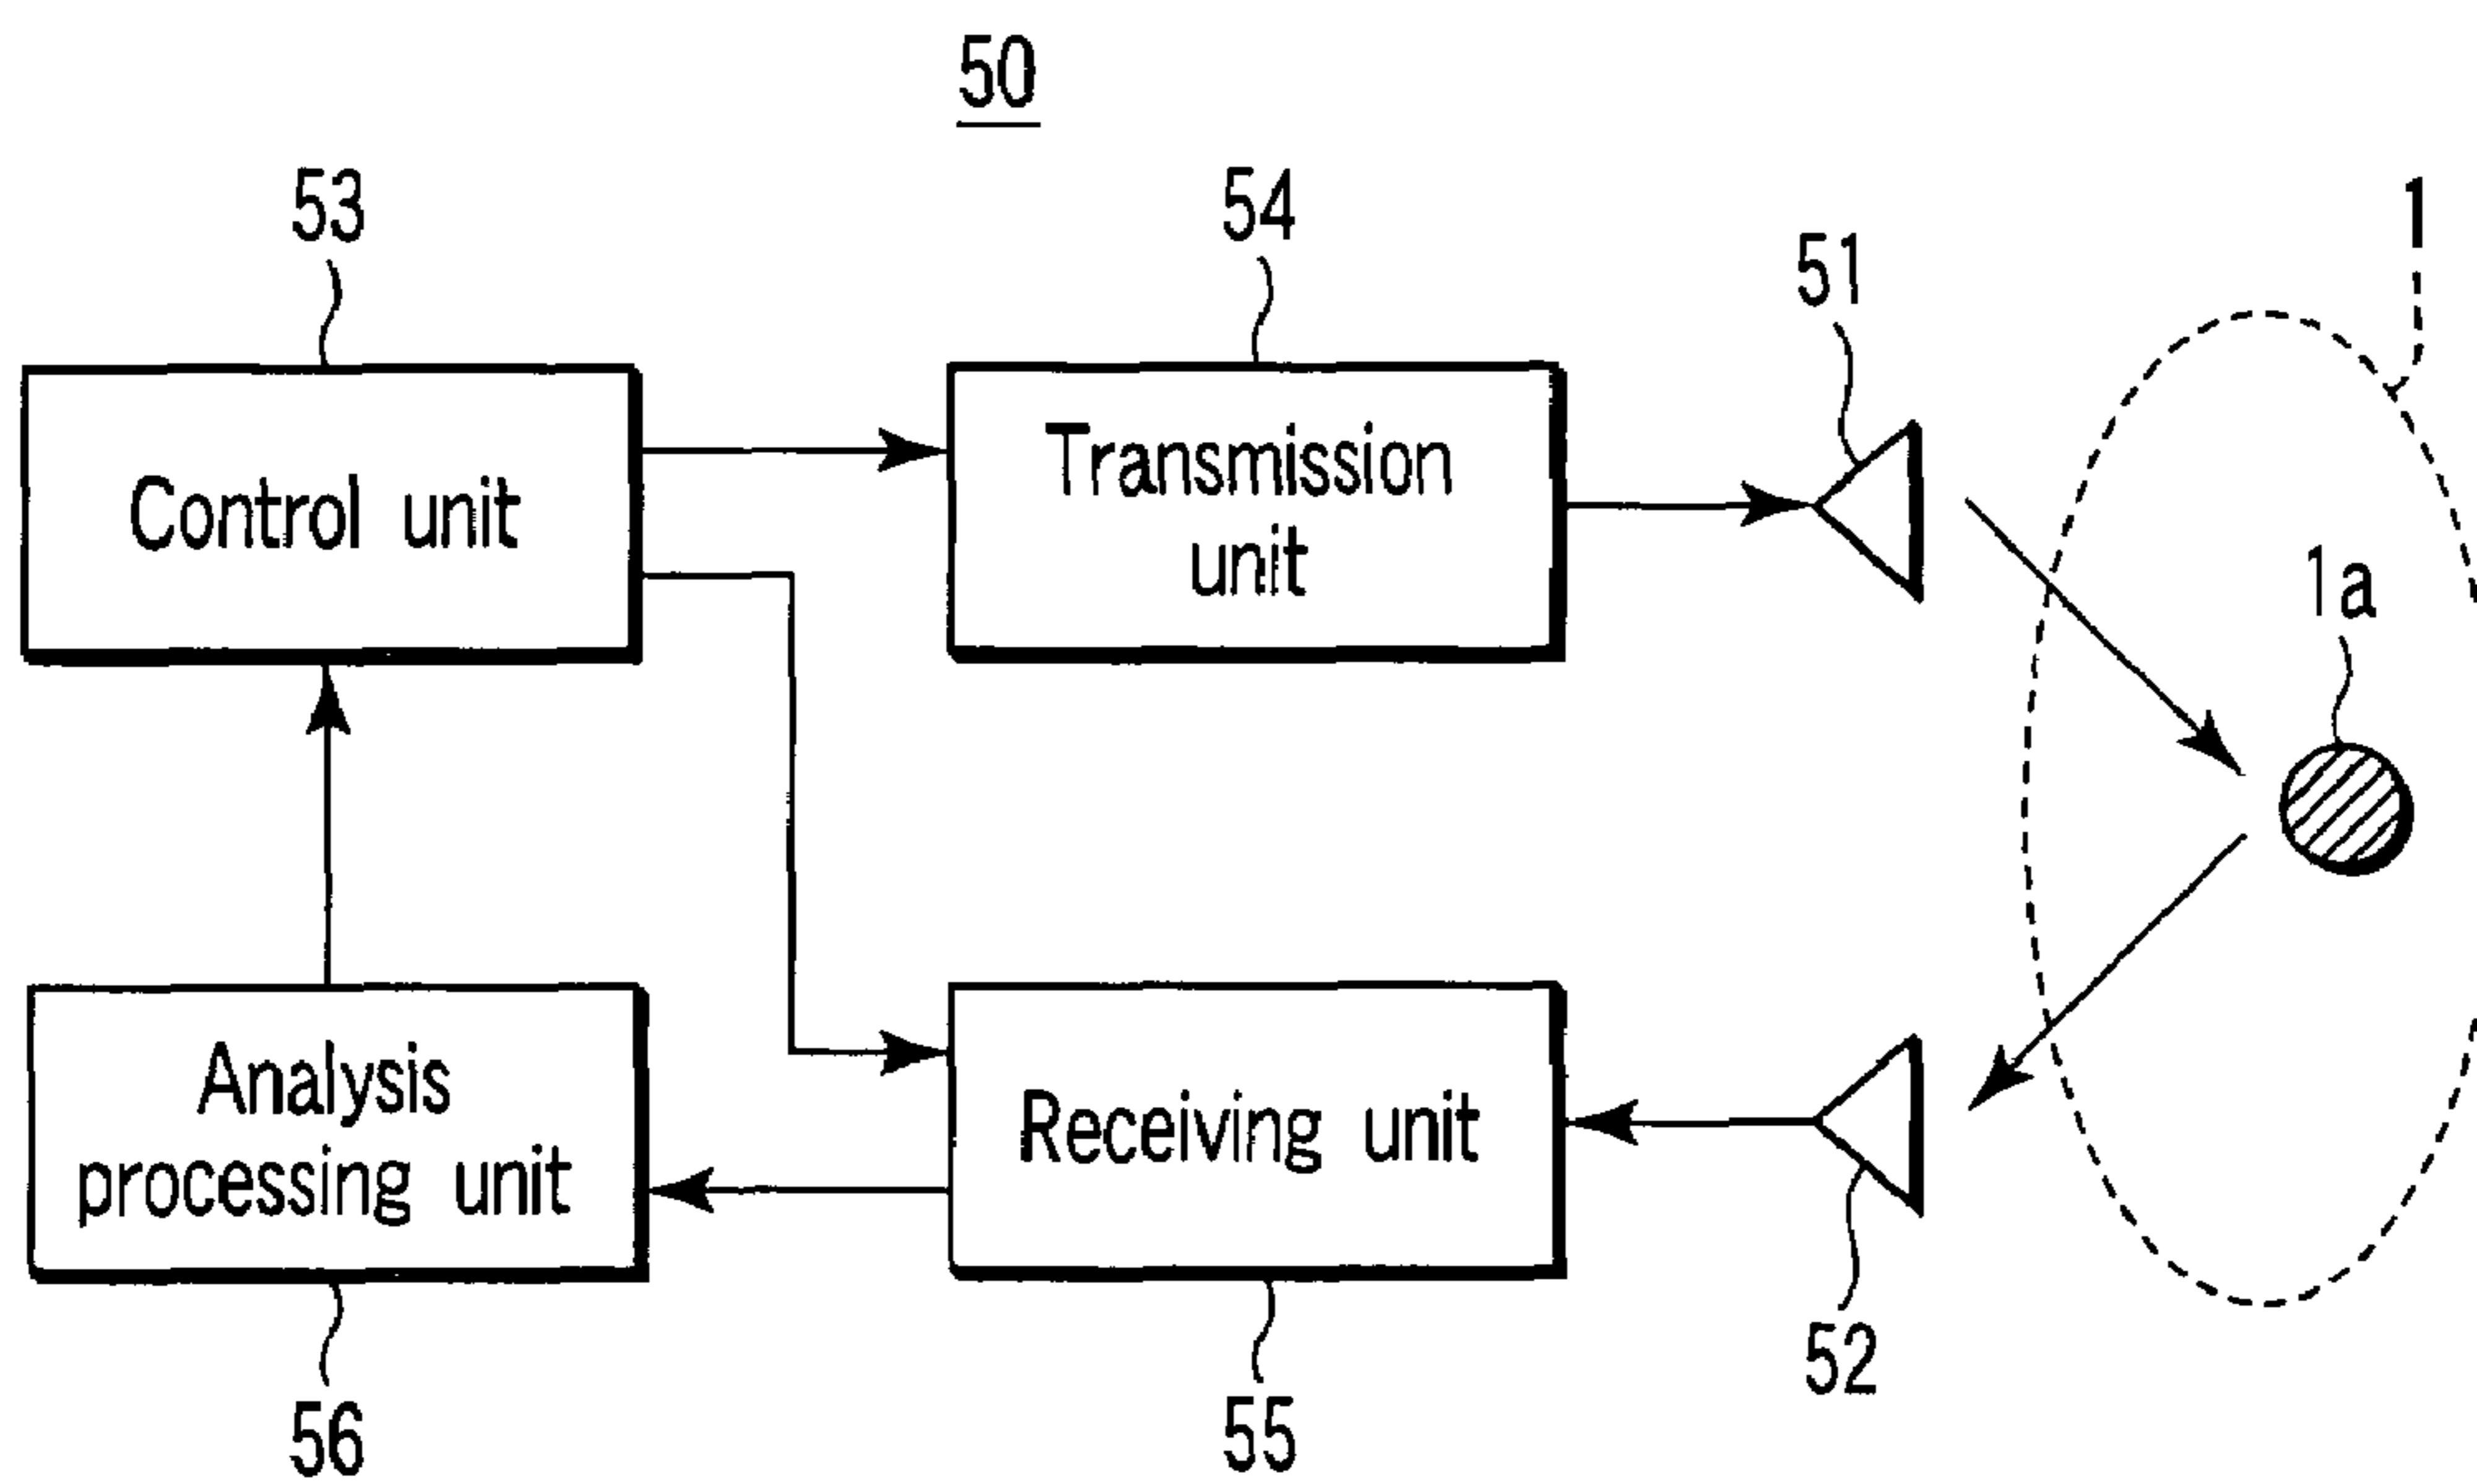 50
53
54
51
1
Control unit
Transmission
unit
1a
Analysis
processing unit
Receiving unit
52
56
55